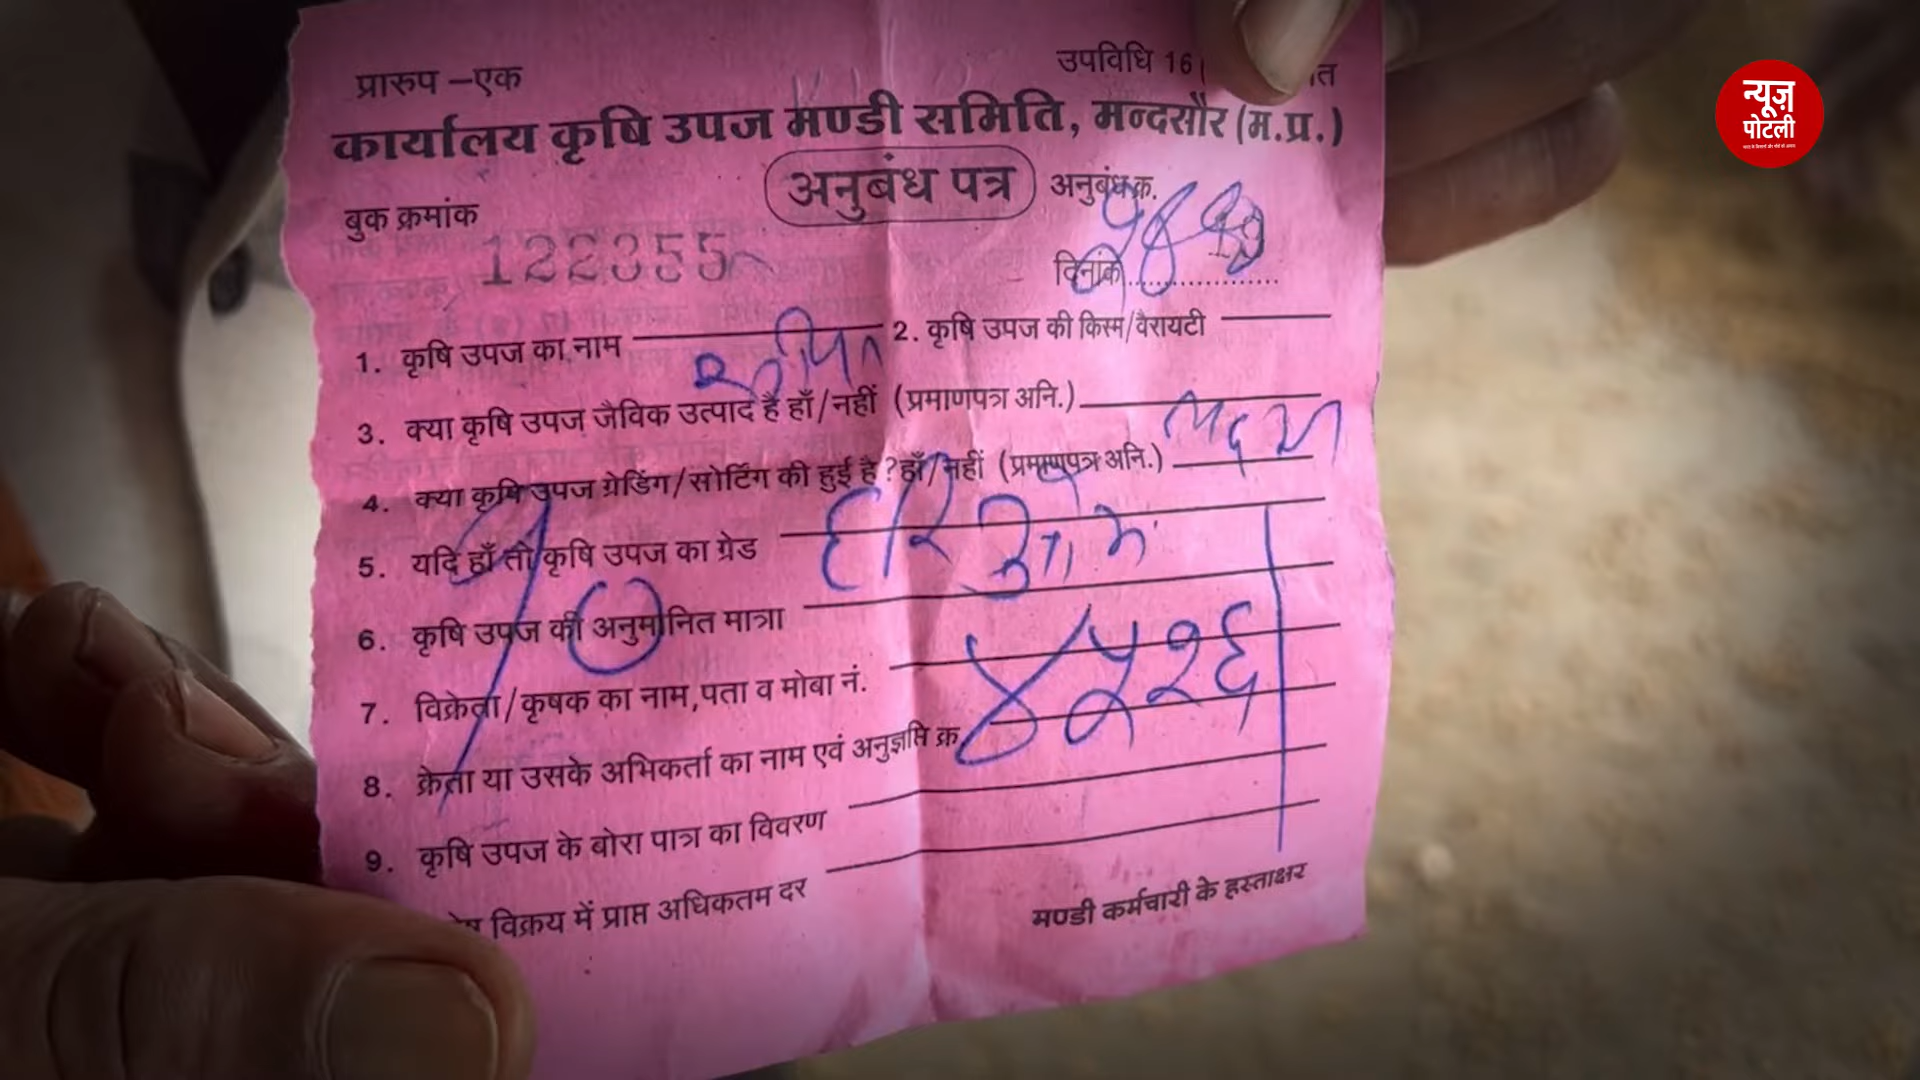 प्रारुप –एक
उपविधि 16(
त
कार्यालय कृषि उपज मण्डी समिति, मन्दसौर (म.प्र.)
अनुबंध पत्र
अनुबंध क्र.
बुक क्रमांक
122355
दिनांक
1. कृषि उपज का नाम
2. कृषि उपज की किस्म/वैरायटी
3. क्या कृषि उपज जैविक उत्पाद है हाँ/नहीं (प्रमाणपत्र अनि.)
4. क्या कृषि उपज ग्रेडिंग/सोर्टिंग की हुई है ? हाँ/नहीं (प्रमाणपत्र अनि.)
5. यदि हाँ तो कृषि उपज का ग्रेड
हरिओम
6. कृषि उपज की अनुमानित मात्रा
४५२६
7. विक्रेता/कृषक का नाम, पता व मोबा नं.
8. क्रेता या उसके अभिकर्ता का नाम एवं अनुज्ञप्ति क्र
9. कृषि उपज के बोरा पात्र का विवरण
विक्रय में प्राप्त अधिकतम दर
मण्डी कर्मचारी के हस्ताक्षर
न्यूज़
पोटली